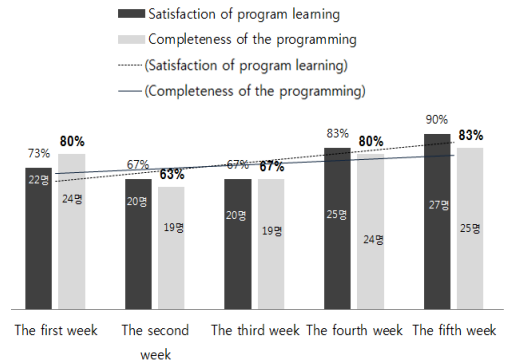 Satisfaction of program learning
Completeness of the programming
(Satisfaction of program learning)
(Completeness of the programming)
73%
80%
67%
63%
67%
67%
83%
80%
90%
83%
22명
24명
20명
19명
20명
19명
25명
24명
27명
25명
The first week
The second
week
The third week
The fourth week
The fifth week